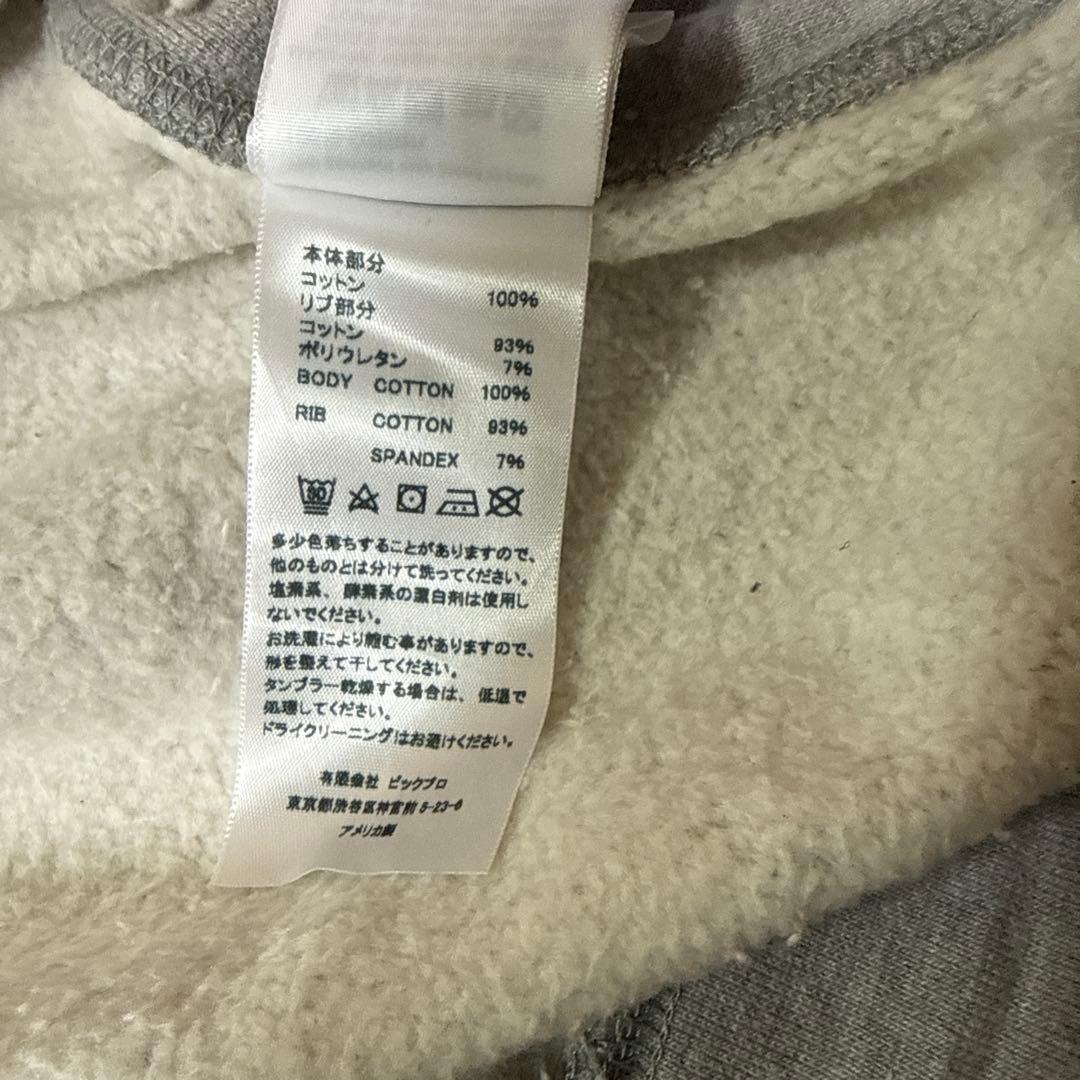 本体部分
コットン 100%
リブ部分
コットン 93%
ポリウレタン 7%
BODY COTTON 100%
RIB COTTON 93%
SPANDEX 7%
30
多少色落ちすることがありますので、
他のものとは分けて洗ってください。
塩素系、酵素系の漂白剤は使用し
ないでください。
お洗濯により縮む事がありますので、
形を整えて干してください。
タンブラー乾燥する場合は、低温で
処理してください。
ドライクリーニングはお避けください。
有限会社 ビックプロ
東京都渋谷区神宮前 5-23-6
アメリカ製